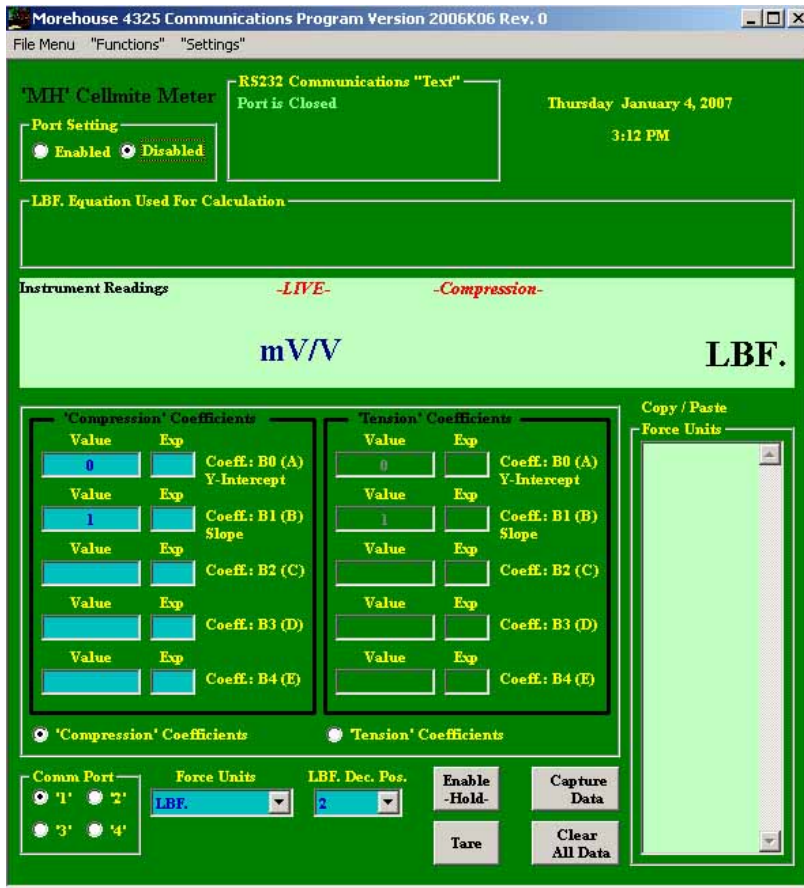 Morehouse 4325 Communications Program Version 2006K06 Rev. 0
File Menu "Functions" "Settings"
'MH' Cellmite Meter
Port Setting
Enabled Disabled
RS232 Communications "Text"
Port is Closed
Thursday January 4, 2007
3:12 PM
LBF. Equation Used For Calculation
Instrument Readings -LIVE- -Compression-
mV/V LBF.
'Compression' Coefficients
Value Exp
0 Coeff.: B0 (A)
Y-Intercept
Value Exp
1 Coeff.: B1 (B)
Slope
Value Exp
Coeff.: B2 (C)
Value Exp
Coeff.: B3 (D)
Value Exp
Coeff.: B4 (E)
'Tension' Coefficients
Value Exp
0 Coeff.: B0 (A)
Y-Intercept
Value Exp
1 Coeff.: B1 (B)
Slope
Value Exp
Coeff.: B2 (C)
Value Exp
Coeff.: B3 (D)
Value Exp
Coeff.: B4 (E)
'Compression' Coefficients 'Tension' Coefficients
Copy / Paste
Force Units
Comm Port
'1' '2'
'3' '4'
Force Units
LBF.
LBF. Dec. Pos.
2
Enable
-Hold-
Capture
Data
Tare
Clear
All Data